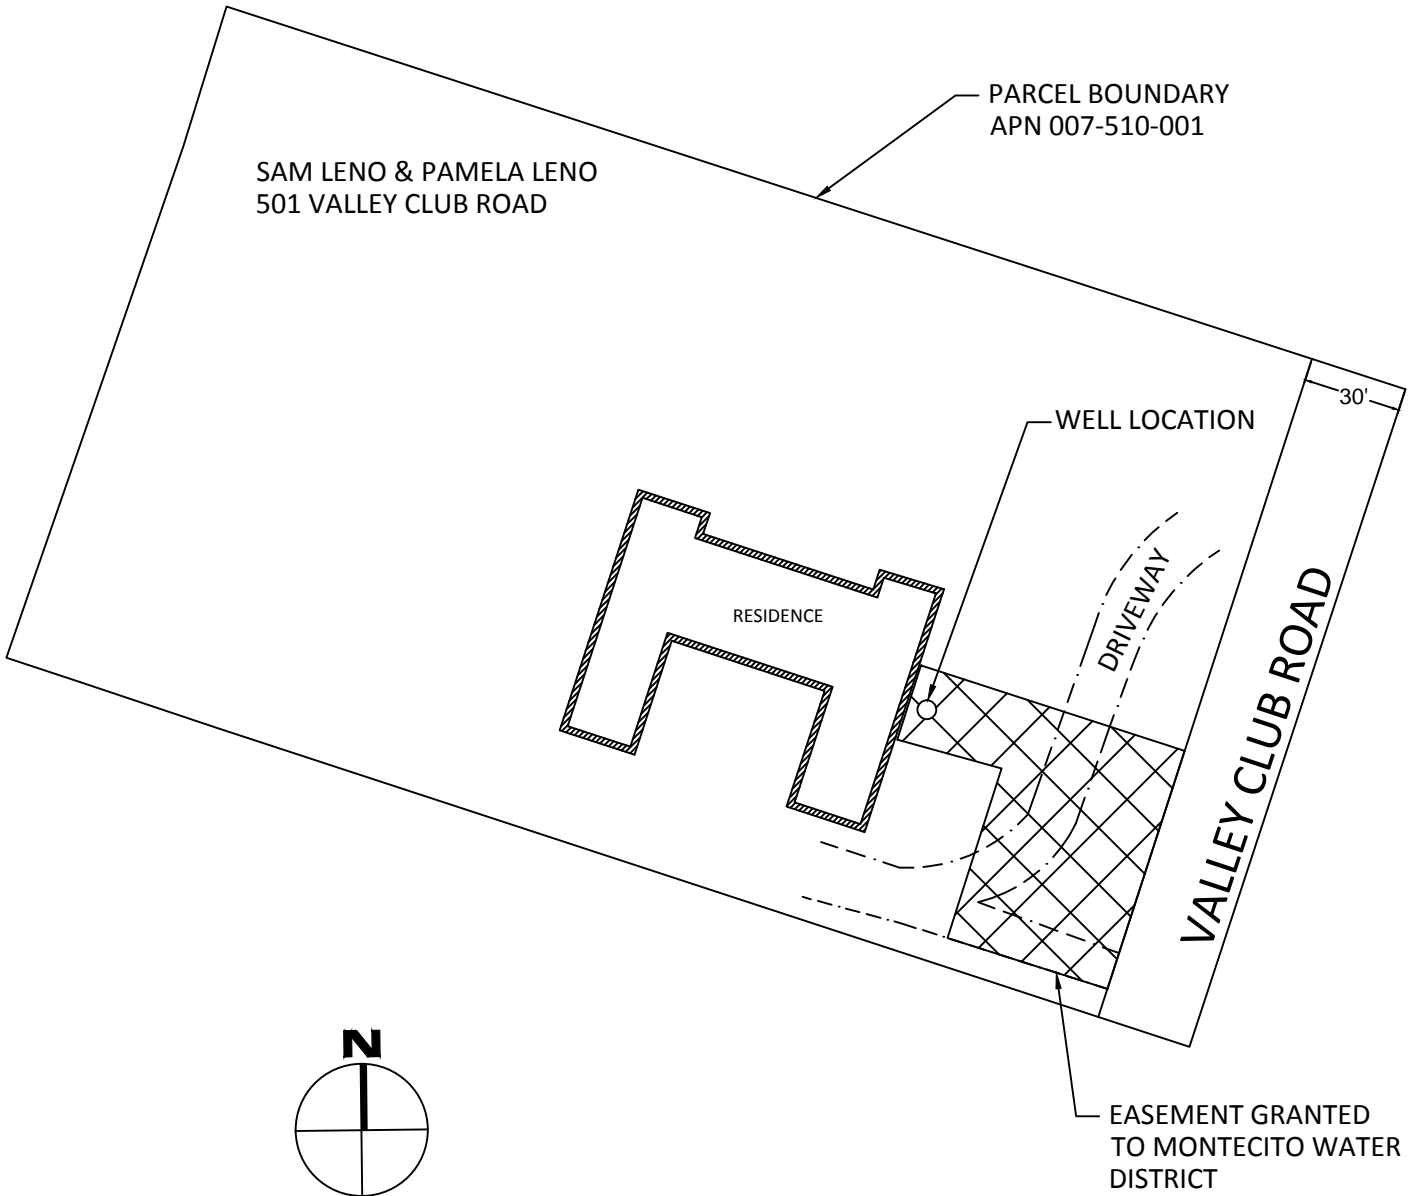 PARCEL BOUNDARY
APN 007-510-001
SAM LENO & PAMELA LENO
501 VALLEY CLUB ROAD
30'
WELL LOCATION
DRIVEWAY
RESIDENCE
VALLEY CLUB ROAD
N
EASEMENT GRANTED
TO MONTECITO WATER
DISTRICT